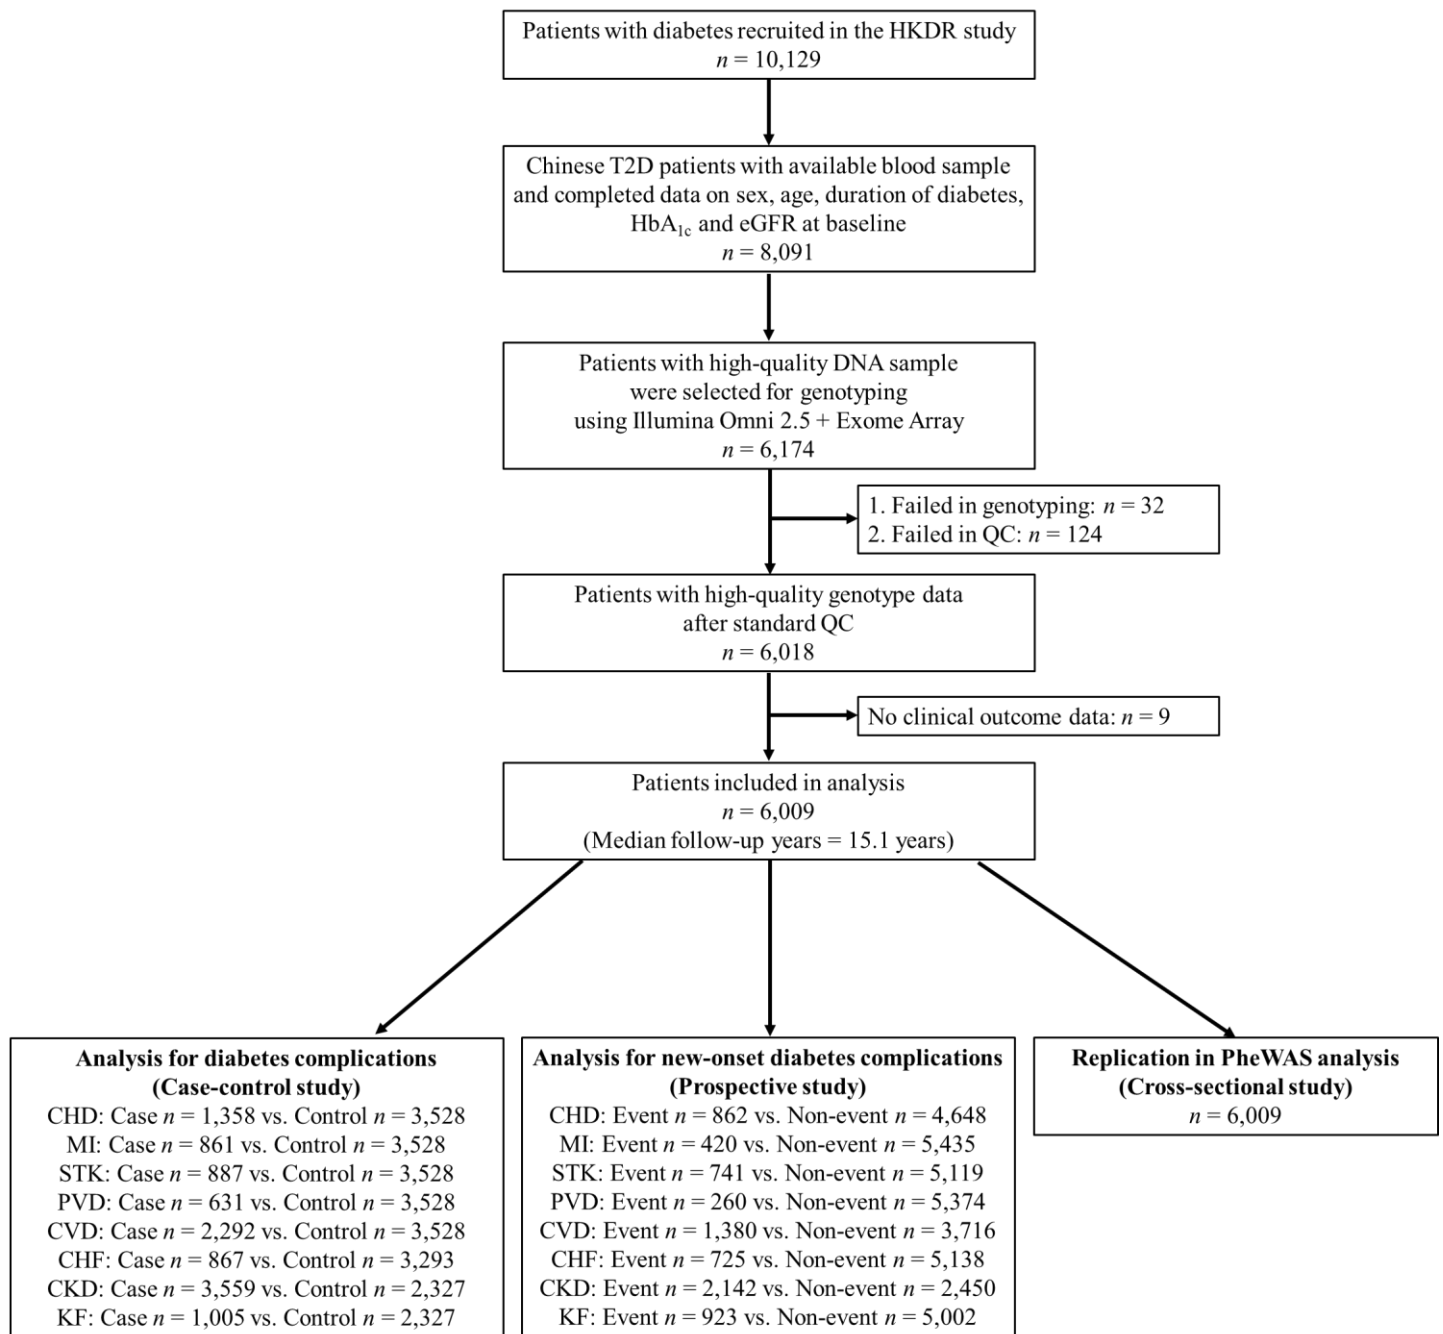 Patients with diabetes recruited in the HKDR study
n = 10,129
Chinese T2D patients with available blood sample
and completed data on sex, age, duration of diabetes,
HbA1c and eGFR at baseline
n = 8,091
Patients with high-quality DNA sample
were selected for genotyping
using Illumina Omni 2.5 + Exome Array
n = 6,174
1. Failed in genotyping: n = 32
2. Failed in QC: n = 124
Patients with high-quality genotype data
after standard QC
n = 6,018
No clinical outcome data: n = 9
Patients included in analysis
n = 6,009
(Median follow-up years = 15.1 years)
Analysis for diabetes complications
(Case-control study)
CHD: Case n = 1,358 vs. Control n = 3,528
MI: Case n = 861 vs. Control n = 3,528
STK: Case n = 887 vs. Control n = 3,528
PVD: Case n = 631 vs. Control n = 3,528
CVD: Case n = 2,292 vs. Control n = 3,528
CHF: Case n = 867 vs. Control n = 3,293
CKD: Case n = 3,559 vs. Control n = 2,327
KF: Case n = 1,005 vs. Control n = 2,327
Analysis for new-onset diabetes complications
(Prospective study)
CHD: Event n = 862 vs. Non-event n = 4,648
MI: Event n = 420 vs. Non-event n = 5,435
STK: Event n = 741 vs. Non-event n = 5,119
PVD: Event n = 260 vs. Non-event n = 5,374
CVD: Event n = 1,380 vs. Non-event n = 3,716
CHF: Event n = 725 vs. Non-event n = 5,138
CKD: Event n = 2,142 vs. Non-event n = 2,450
KF: Event n = 923 vs. Non-event n = 5,002
Replication in PheWAS analysis
(Cross-sectional study)
n = 6,009